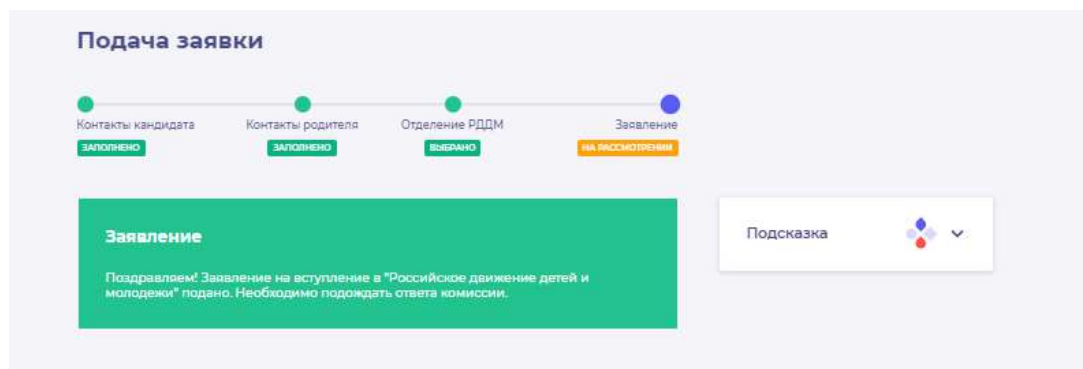 Подача заявки
Контакты кандидата
Контакты родителя
Отделение РДДМ
Заявление
ЗАПОЛНЕНО
ЗАПОЛНЕНО
ВЫБРАНО
НА РАССМОТРЕНИИ
Заявление
Поздравляем! Заявление на вступление в "Российское движение детей и
молодежи" подано. Необходимо подождать ответа комиссии.
Подсказка